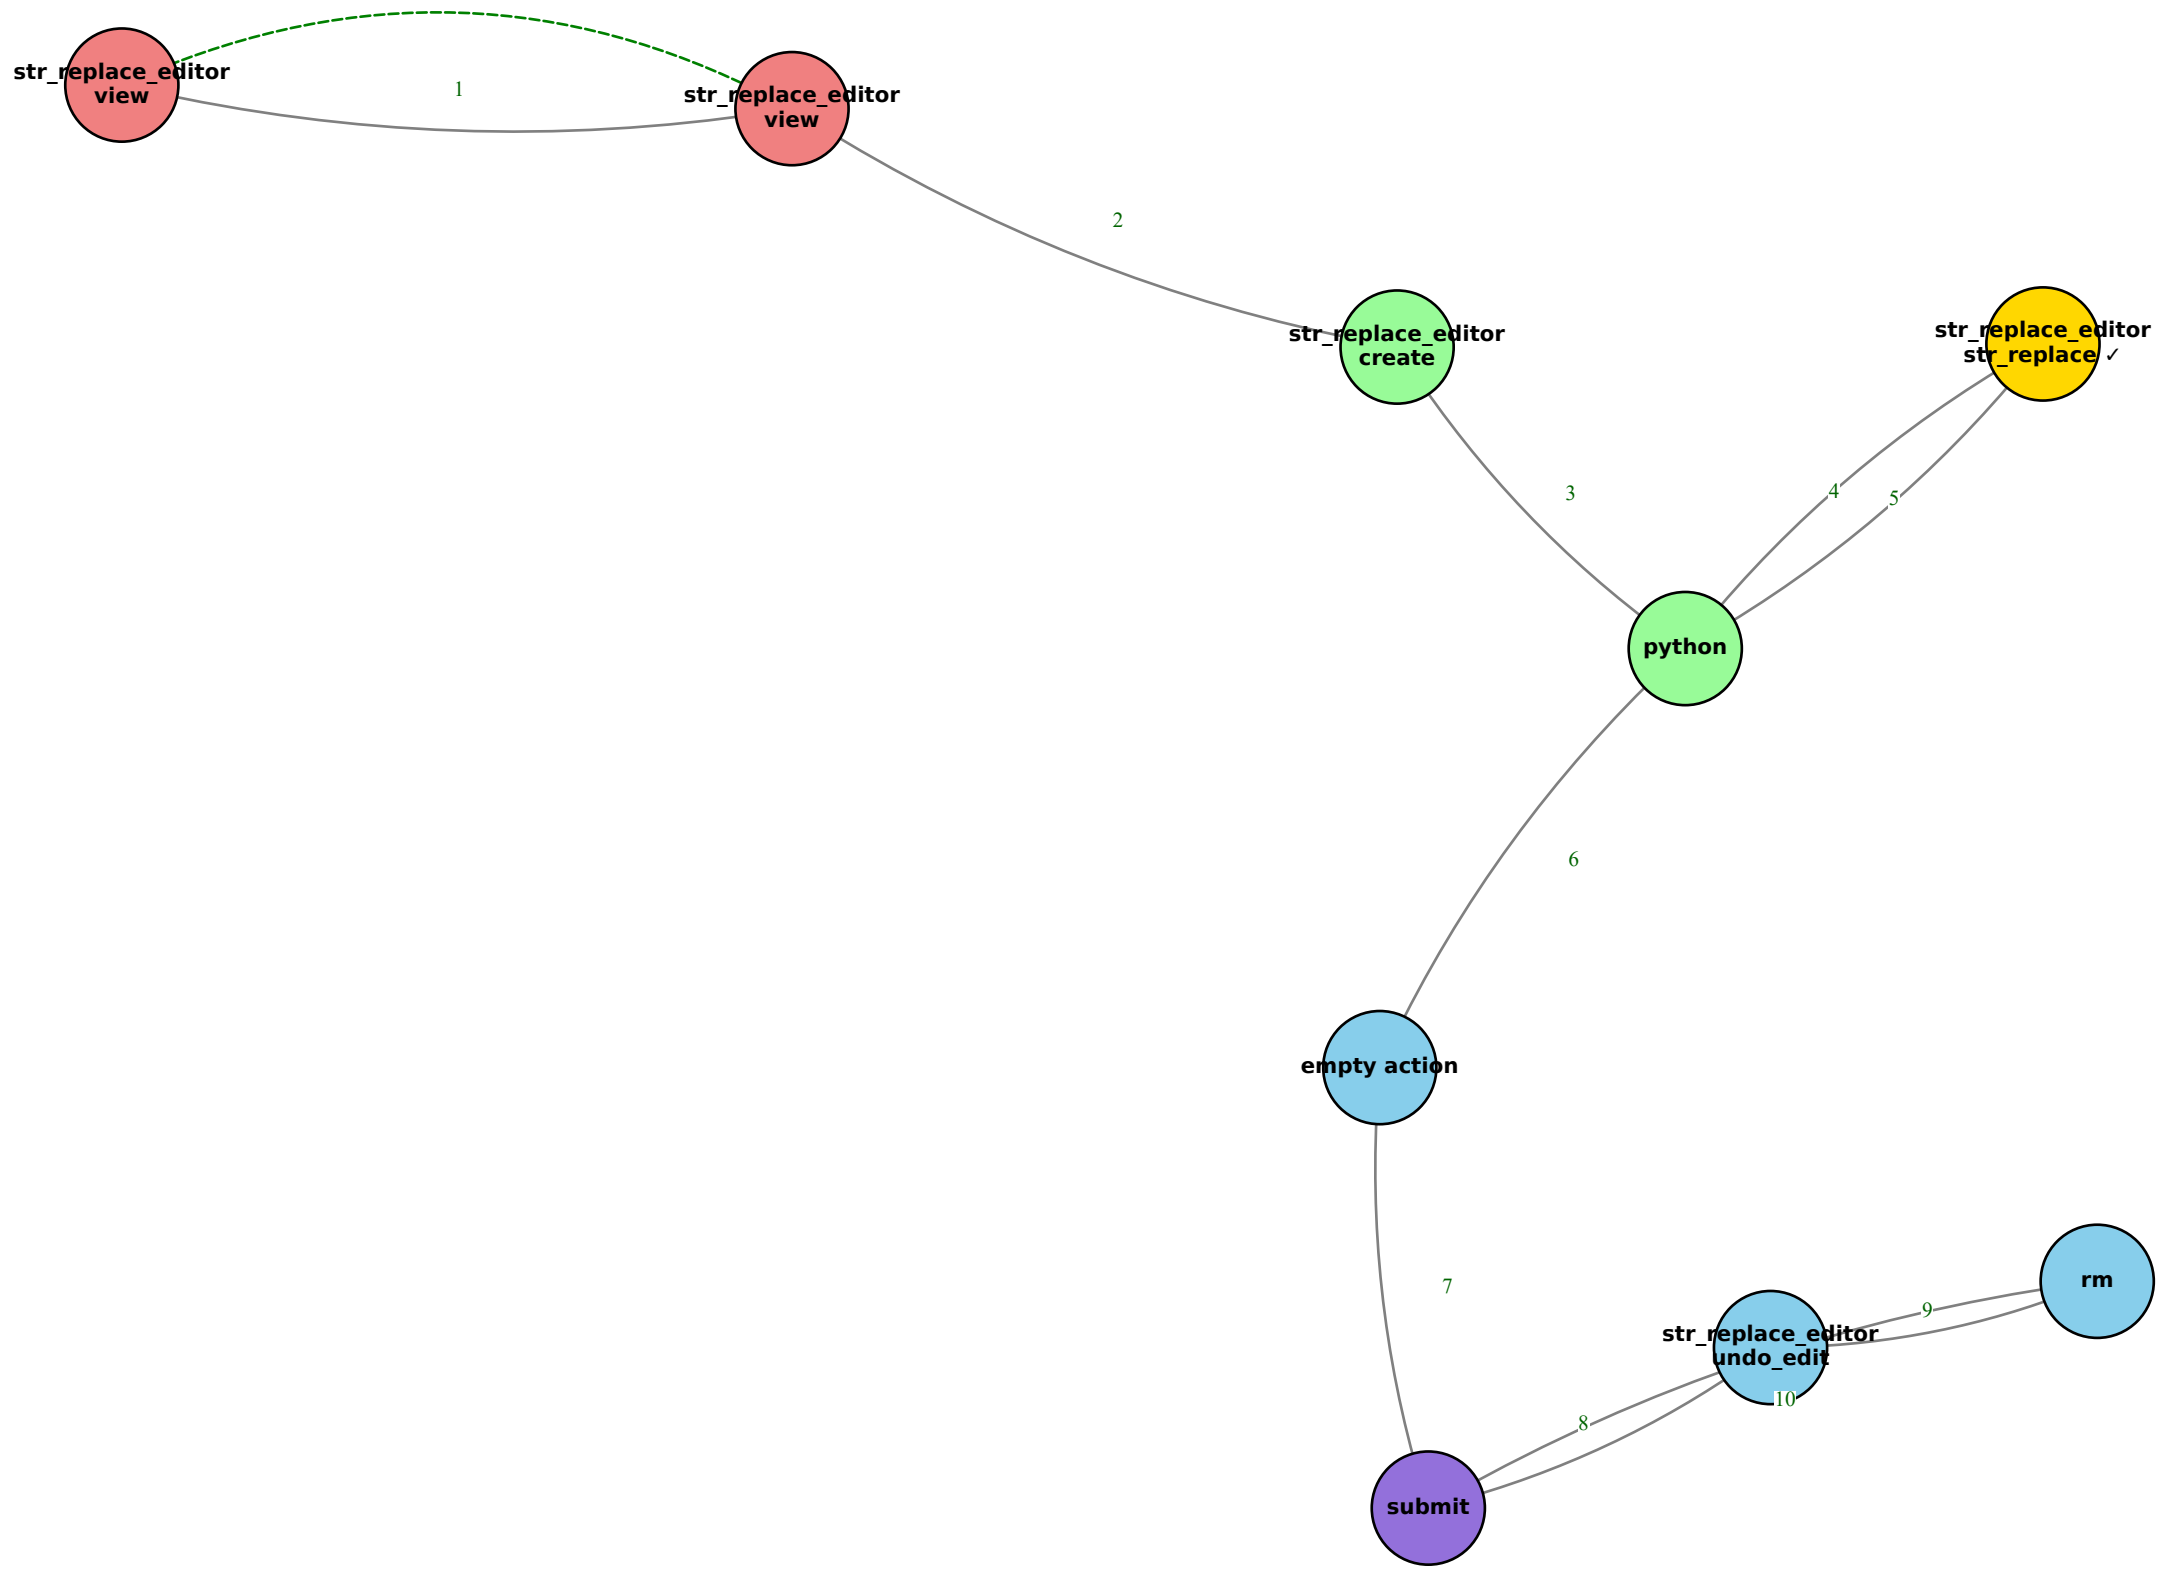 str_replace_editor
view
1
str_replace_editor
view
2
str_replace_editor
create
str_replace_editor
str_replace ✓
3
4
5
python
6
empty action
7
rm
9
str_replace_editor
undo_edit
10
8
submit